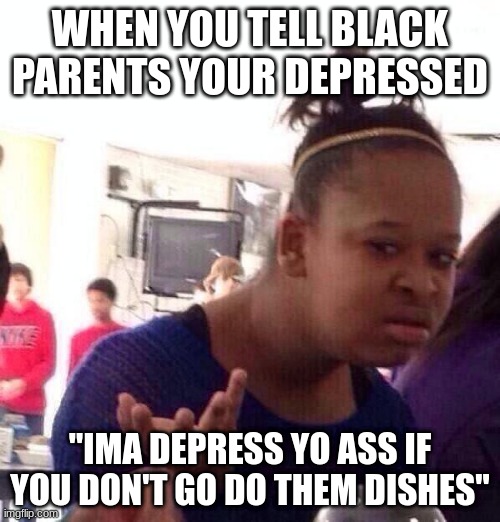 WHEN YOU TELL BLACK
PARENTS YOUR DEPRESSED
"IMA DEPRESS YO ASS IF
YOU DON'T GO DO THEM DISHES"
imgflip.com